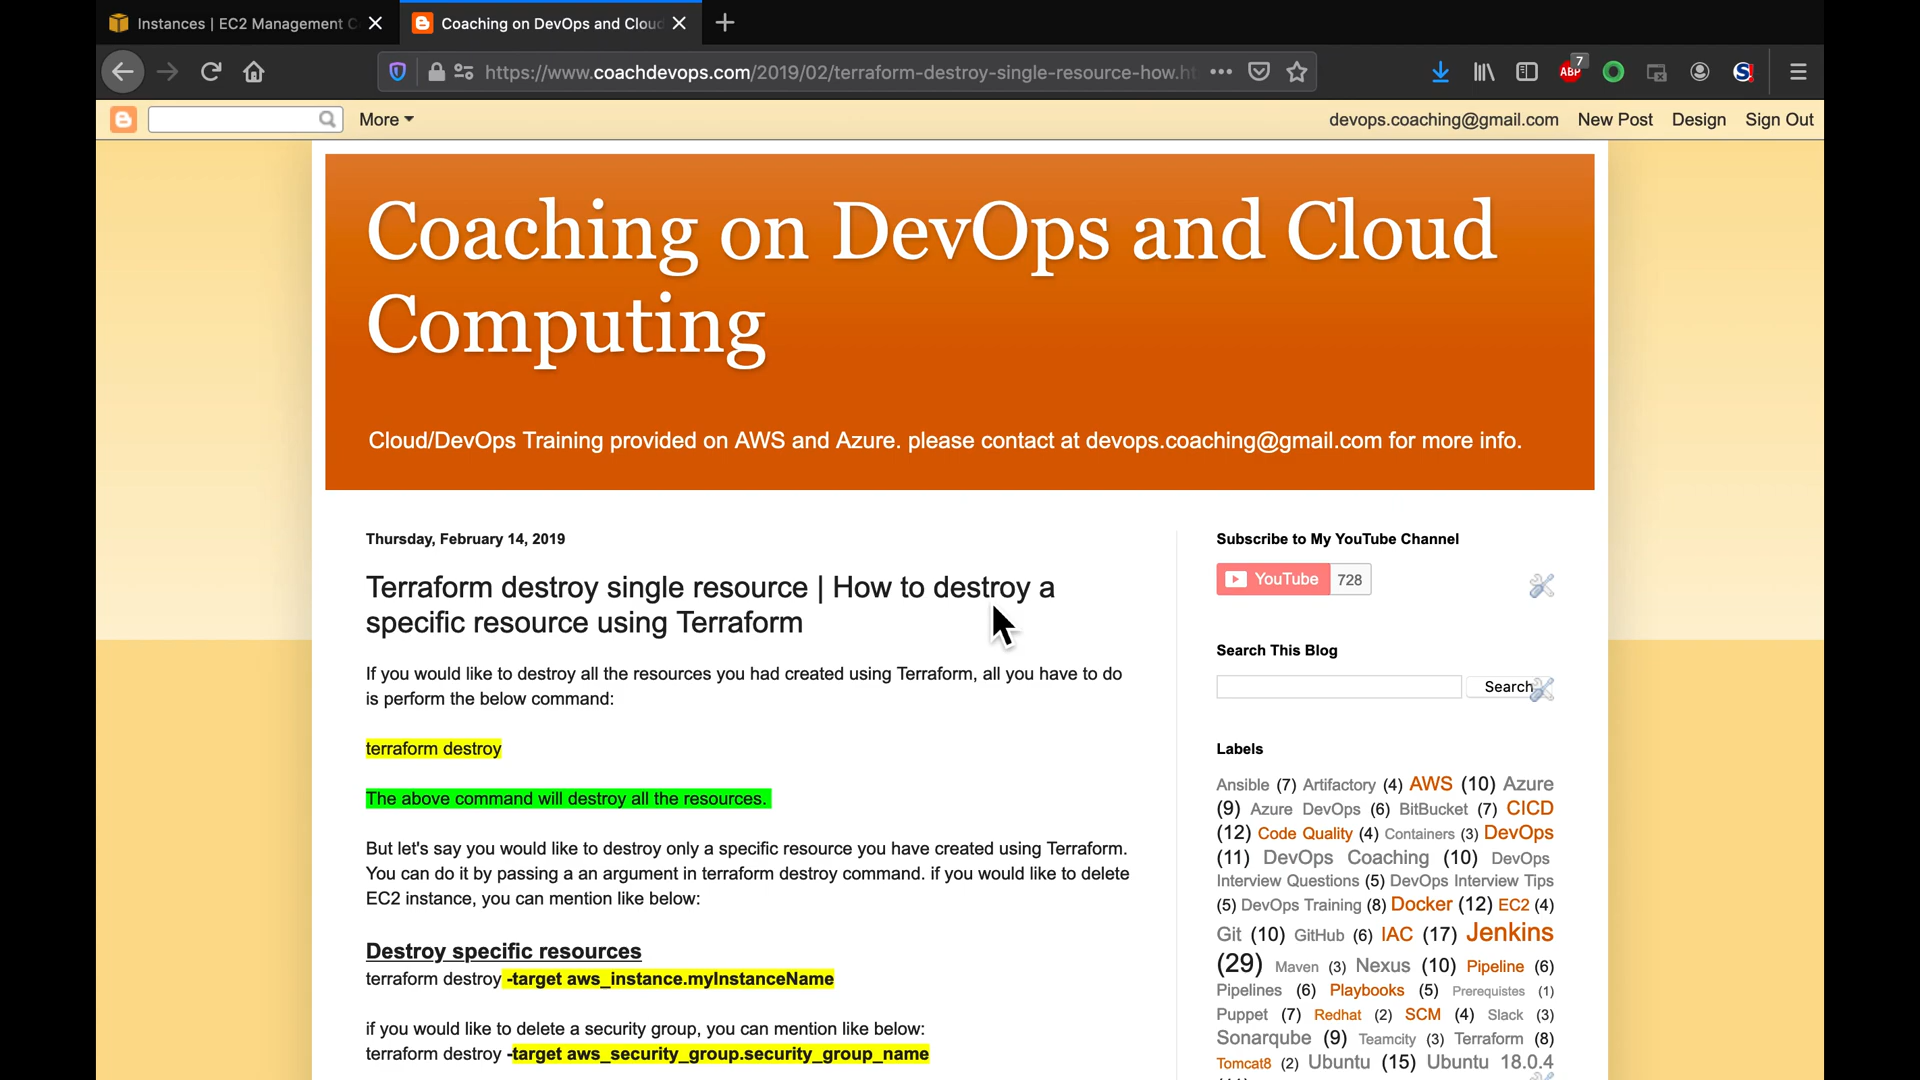 Instances | EC2 Management C
Coaching on DevOps and Cloud
https://www.coachdevops.com/2019/02/terraform-destroy-single-resource-how.ht
ABP
7
S!
More
devops.coaching@gmail.com New Post Design Sign Out
Coaching on DevOps and Cloud
Computing
Cloud/DevOps Training provided on AWS and Azure. please contact at devops.coaching@gmail.com for more info.
Thursday, February 14, 2019
Terraform destroy single resource | How to destroy a
specific resource using Terraform
If you would like to destroy all the resources you had created using Terraform, all you have to do
is perform the below command:
terraform destroy
The above command will destroy all the resources.
But let's say you would like to destroy only a specific resource you have created using Terraform.
You can do it by passing a an argument in terraform destroy command. if you would like to delete
EC2 instance, you can mention like below:
Destroy specific resources
terraform destroy -target aws_instance.myInstanceName
if you would like to delete a security group, you can mention like below:
terraform destroy -target aws_security_group.security_group_name
Subscribe to My YouTube Channel
YouTube 728
Search This Blog
Search
Labels
Ansible (7) Artifactory (4) AWS (10) Azure
(9) Azure DevOps (6) BitBucket (7) CICD
(12) Code Quality (4) Containers (3) DevOps
(11) DevOps Coaching (10) DevOps
Interview Questions (5) DevOps Interview Tips
(5) DevOps Training (8) Docker (12) EC2 (4)
Git (10) GitHub (6) IAC (17) Jenkins
(29) Maven (3) Nexus (10) Pipeline (6)
Pipelines (6) Playbooks (5) Prerequistes (1)
Puppet (7) Redhat (2) SCM (4) Slack (3)
Sonarqube (9) Teamcity (3) Terraform (8)
Tomcat8 (2) Ubuntu (15) Ubuntu 18.0.4